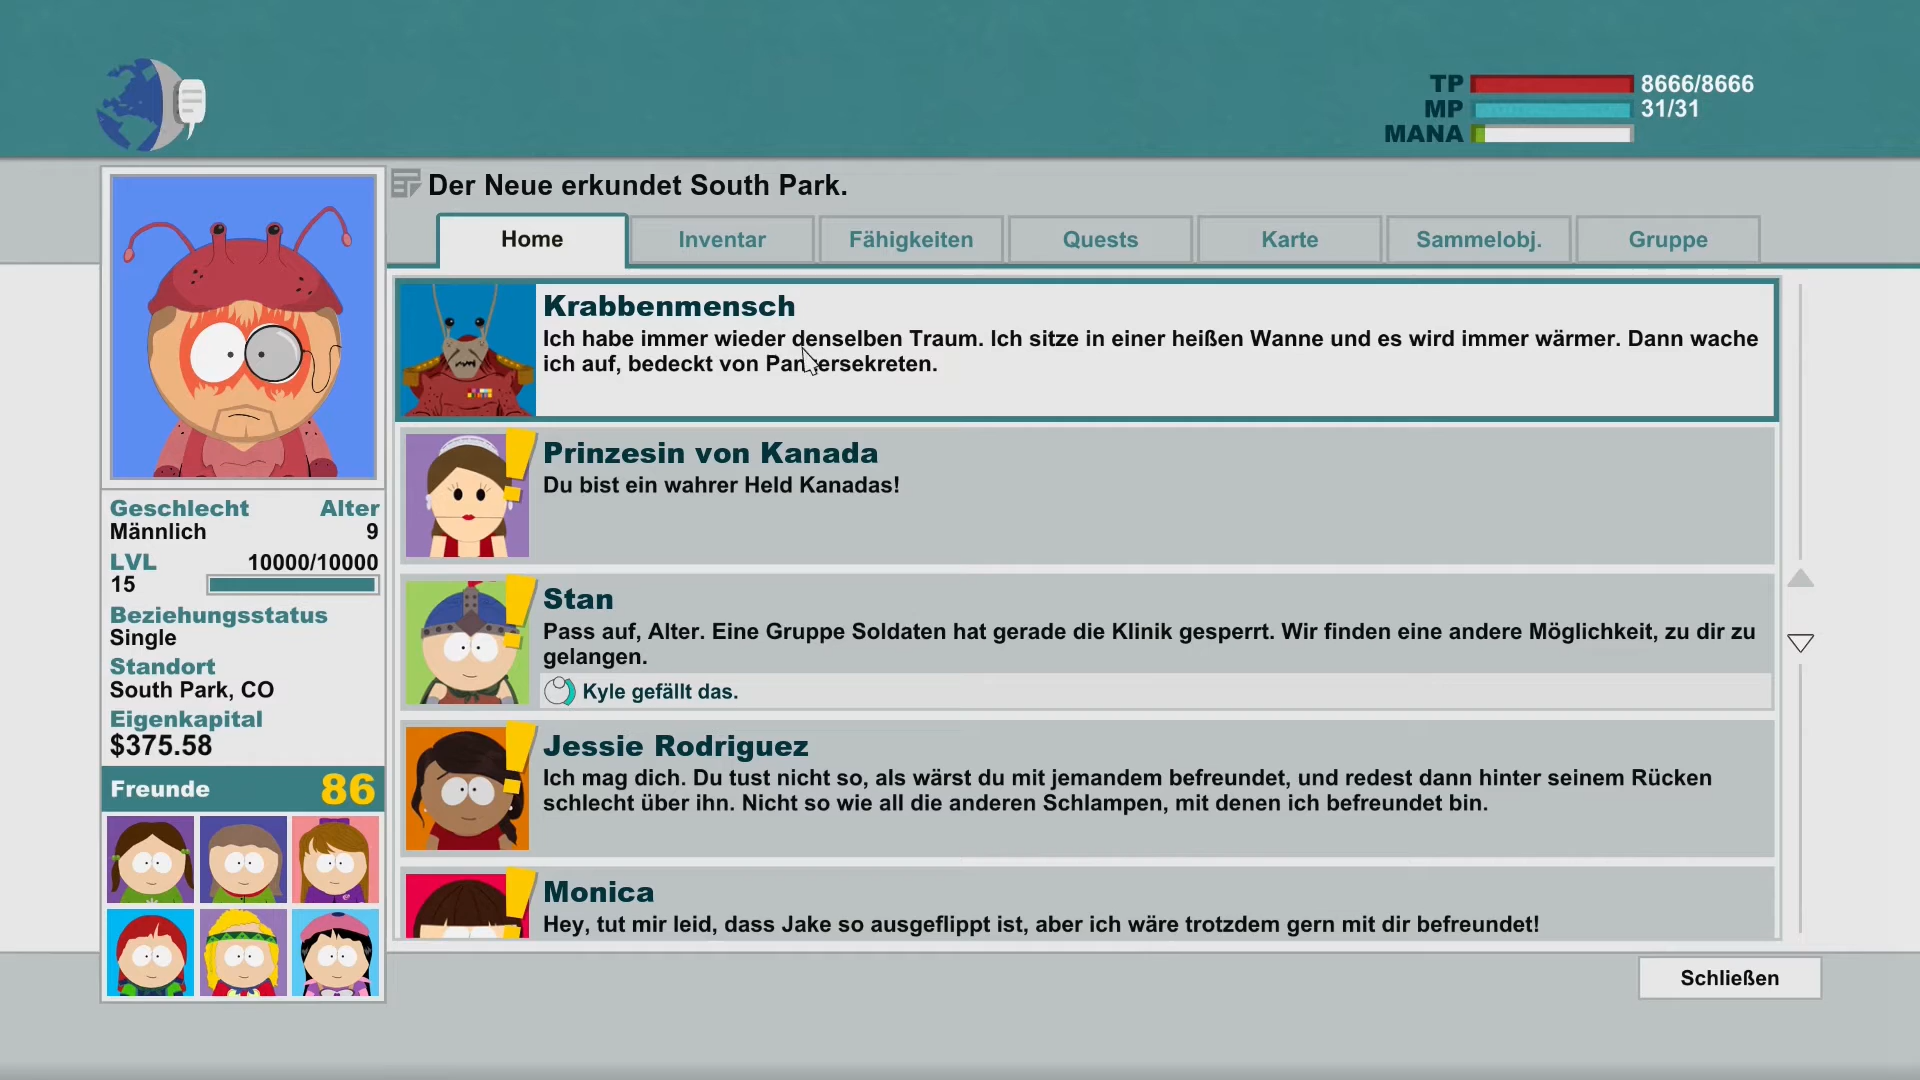 TP 8666/8666
MP 31/31
MANA
Der Neue erkundet South Park.
Home Inventar Fähigkeiten Quests Karte Sammelobj. Gruppe
Geschlecht Alter
Männlich 9
LVL 10000/10000
15
Beziehungsstatus
Single
Standort
South Park, CO
Eigenkapital
$375.58
Freunde 86
Krabbenmensch
Ich habe immer wieder denselben Traum. Ich sitze in einer heißen Wanne und es wird immer wärmer. Dann wache
ich auf, bedeckt von Panzersekreten.
Prinzesin von Kanada
Du bist ein wahrer Held Kanadas!
Stan
Pass auf, Alter. Eine Gruppe Soldaten hat gerade die Klinik gesperrt. Wir finden eine andere Möglichkeit, zu dir zu
gelangen.
Kyle gefällt das.
Jessie Rodriguez
Ich mag dich. Du tust nicht so, als wärst du mit jemandem befreundet, und redest dann hinter seinem Rücken
schlecht über ihn. Nicht so wie all die anderen Schlampen, mit denen ich befreundet bin.
Monica
Hey, tut mir leid, dass Jake so ausgeflippt ist, aber ich wäre trotzdem gern mit dir befreundet!
Schließen